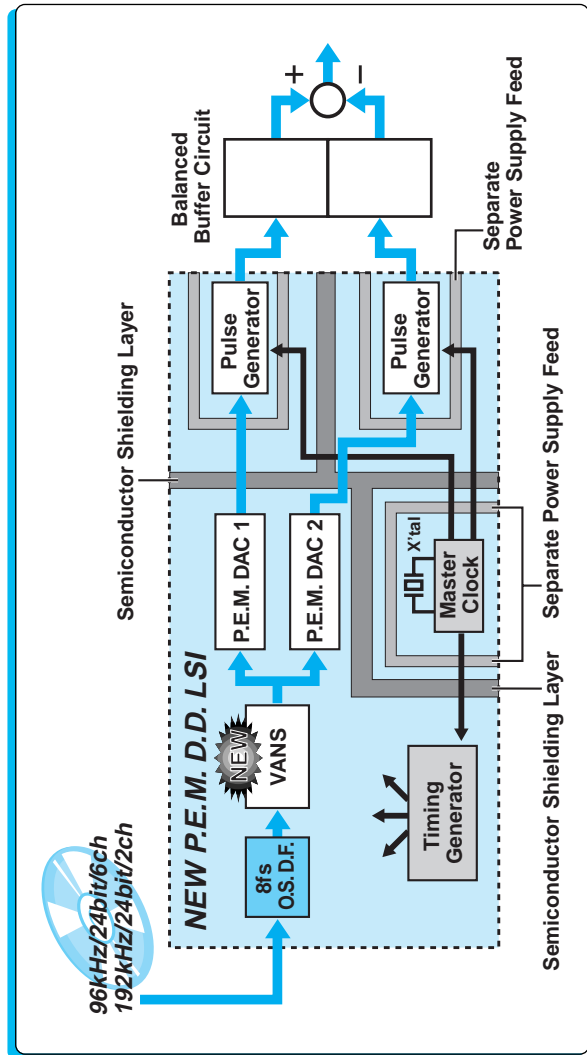 96kHz/24bit/6ch
192kHz/24bit/2ch
NEW P.E.M. D.D. LSI
8fs
O.S. D.F.
NEW
VANS
P.E.M. DAC 1
P.E.M. DAC 2
Semiconductor Shielding Layer
Pulse
Generator
Pulse
Generator
Balanced
Buffer Circuit
+
−
Timing
Generator
X'tal
Master
Clock
Semiconductor Shielding Layer
Separate Power Supply Feed
Separate
Power Supply Feed